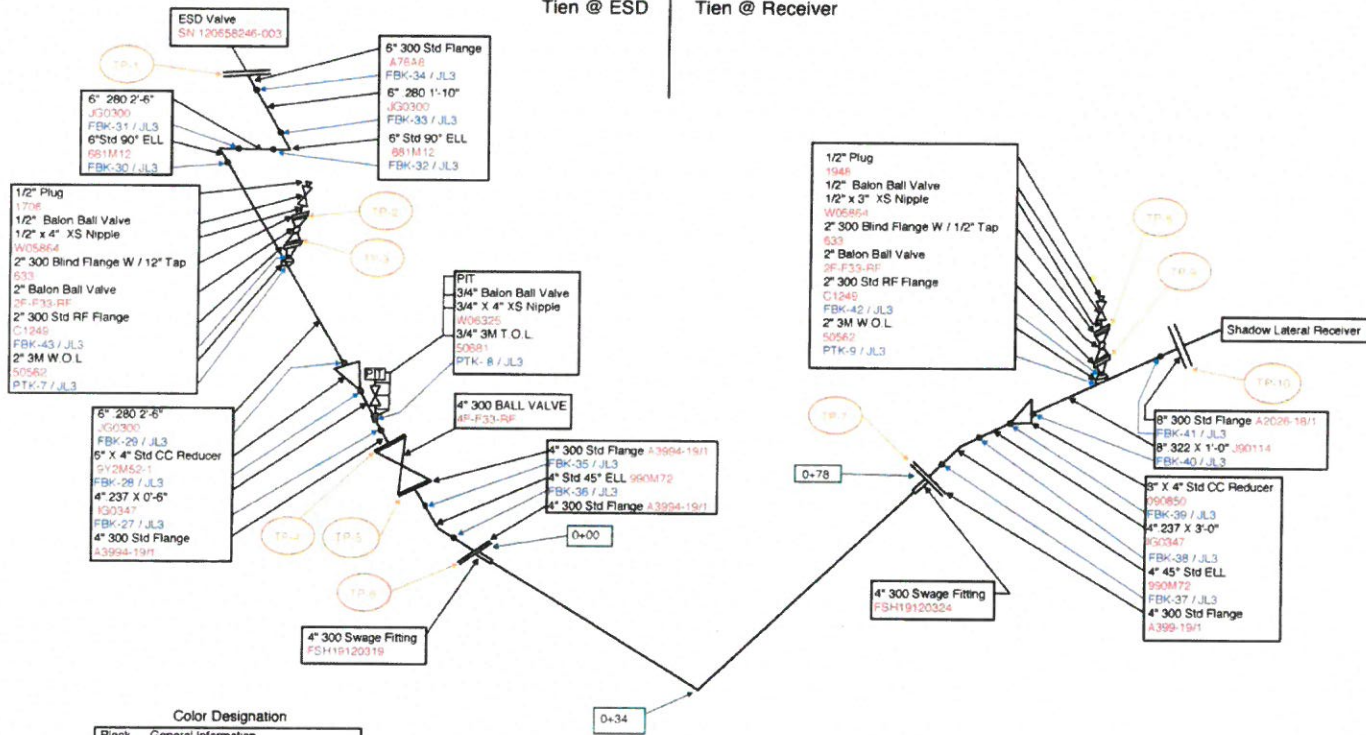 Tien @ ESD
Tien @ Receiver
ESD Valve
SN 120658246-003
TP-1
6" 300 Std Flange
A76A8
FBK-34 / JL3
6" .280 1'-10"
JG0300
FBK-33 / JL3
6" Std 90° ELL
681M12
FBK-32 / JL3
6" .280 2'-6"
JG0300
FBK-31 / JL3
6"Std 90° ELL
681M12
FBK-30 / JL3
1/2" Plug
1708
1/2" Balon Ball Valve
1/2" x 4" XS Nipple
W05864
2" 300 Blind Flange W / 12" Tap
633
2" Balon Ball Valve
2F-F33-RF
2" 300 Std RF Flange
C1249
FBK-43 / JL3
2" 3M W.O.L
50562
PTK-7 / JL3
TP-2
TP-3
PIT
3/4" Balon Ball Valve
3/4" X 4" XS Nipple
W06325
3/4" 3M T.O.L
50681
PTK- 8 / JL3
PIT
6" .280 2'-6"
JG0300
FBK-29 / JL3
6" X 4" Std CC Reducer
9Y2M52-1
FBK-28 / JL3
4" .237 X 0'-6"
IG0347
FBK-27 / JL3
4" 300 Std Flange
A3994-19/1
4" 300 BALL VALVE
4F-F33-RF
4" 300 Std Flange A3994-19/1
FBK-35 / JL3
4" Std 45° ELL 990M72
FBK-36 / JL3
4" 300 Std Flange A3994-19/1
TP-4
TP-5
TP-6
0+00
4" 300 Swage Fitting
FSH19120319
0+34
1/2" Plug
1948
1/2" Balon Ball Valve
1/2" x 3" XS Nipple
W05864
2" 300 Blind Flange W / 1/2" Tap
633
2" Balon Ball Valve
2F-F33-RF
2" 300 Std RF Flange
C1249
FBK-42 / JL3
2" 3M W.O.L
50562
PTK-9 / JL3
TP-9
Shadow Lateral Receiver
TP-10
TP-7
0+78
8" 300 Std Flange A2026-18/1
FBK-41 / JL3
8" .322 X 1'-0" J90114
FBK-40 / JL3
8" X 4" Std CC Reducer
090850
FBK-39 / JL3
4" .237 X 3'-0"
IG0347
FBK-38 / JL3
4" 45° Std ELL
990M72
FBK-37 / JL3
4" 300 Std Flange
A399-19/1
4" 300 Swage Fitting
FSH19120324
Color Designation
Black General Information